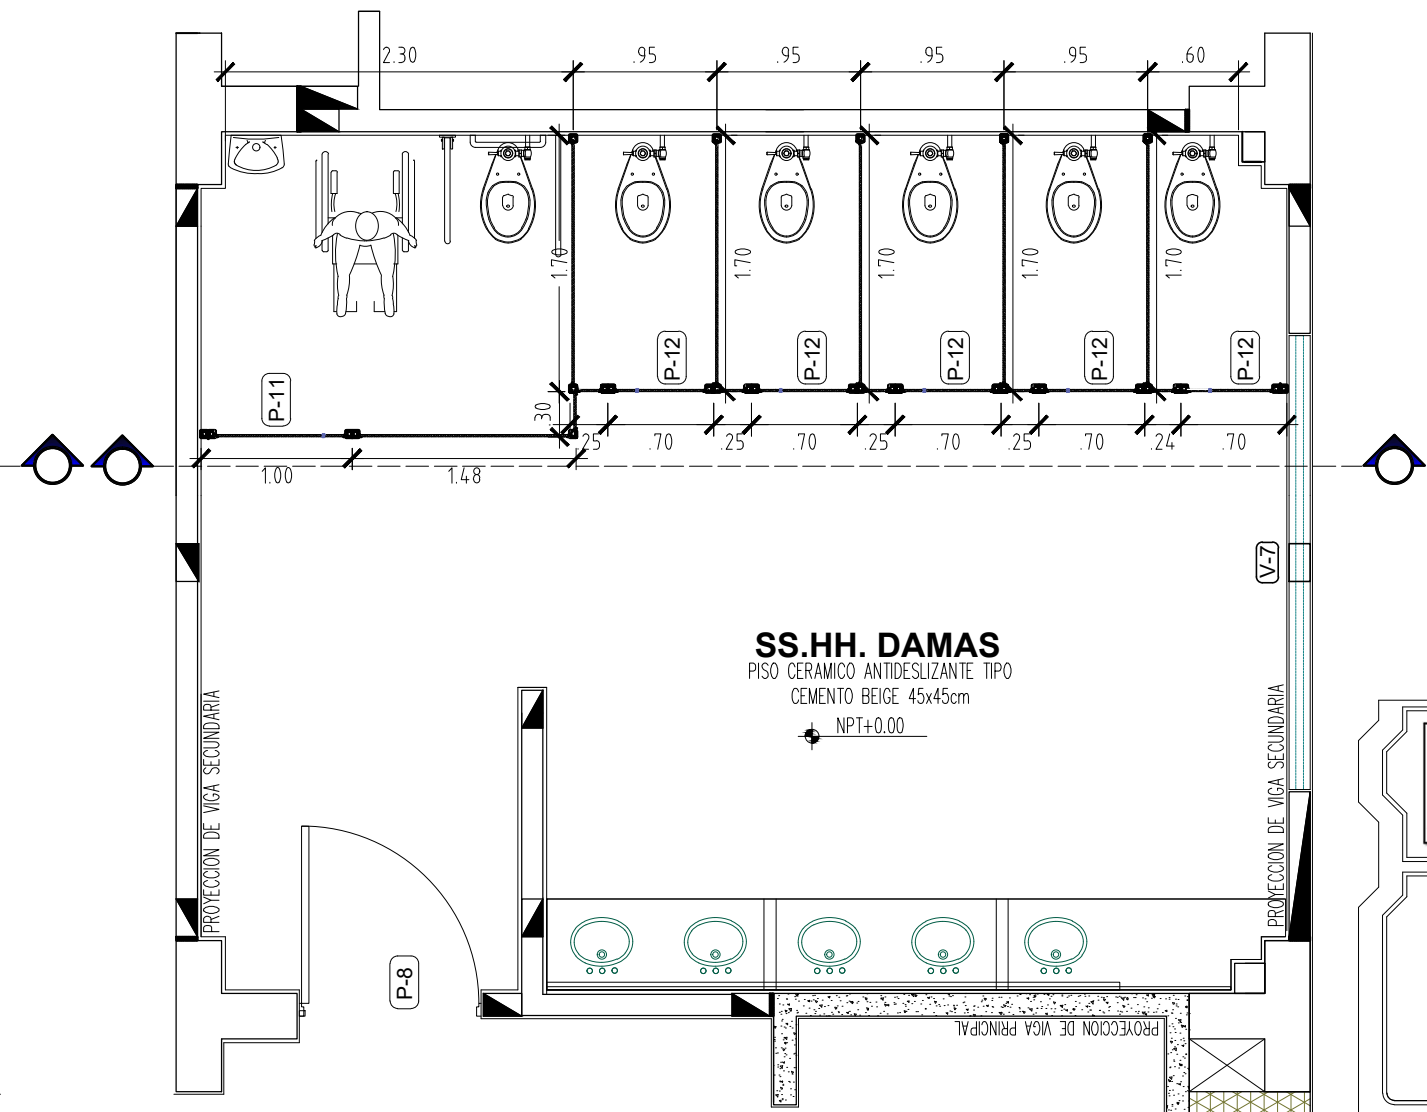 2.30 .95 .95 .95 .95 .60
1.70 1.70 1.70 1.70 1.70
P-12 P-12 P-12 P-12 P-12
P-11
.30
.25 .70 .25 .70 .25 .70 .25 .70 .24 .70
1.00 1.48
V-7
SS.HH. DAMAS
PISO CERAMICO ANTIDESLIZANTE TIPO
CEMENTO BEIGE 45x45cm
NPT+0.00
PROYECCION DE VIGA SECUNDARIA
PROYECCION DE VIGA SECUNDARIA
P-8
PROYECCION DE VIGA PRINCIPAL